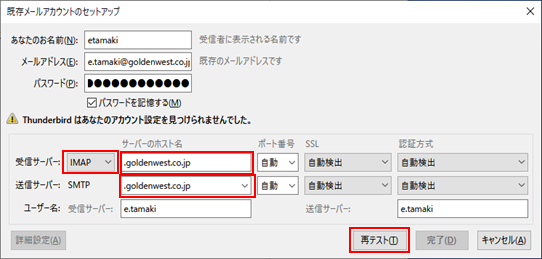 既存メールアカウントのセットアップ
あなたのお名前(N): etamaki 受信者に表示される名前です
メールアドレス(E): e.tamaki@goldenwest.co.jp 既存のメールアドレスです
パスワード(P): ●●●●●●●●●●●●
パスワードを記憶する(M)
Thunderbird はあなたのアカウント設定を見つけられませんでした。
サーバーのホスト名 ポート番号 SSL 認証方式
受信サーバー: IMAP .goldenwest.co.jp 自動 自動検出 自動検出
送信サーバー: SMTP .goldenwest.co.jp 自動 自動検出 自動検出
ユーザー名: 受信サーバー: e.tamaki 送信サーバー: e.tamaki
詳細設定(A) 再テスト(T) 完了(D) キャンセル(A)